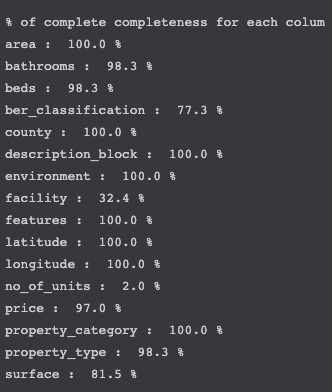 % of complete completeness for each colum
area :  100.0 %
bathrooms :  98.3 %
beds :  98.3 %
ber_classification :  77.3 %
county :  100.0 %
description_block :  100.0 %
environment :  100.0 %
facility :  32.4 %
features :  100.0 %
latitude :  100.0 %
longitude :  100.0 %
no_of_units :  2.0 %
price :  97.0 %
property_category :  100.0 %
property_type :  98.3 %
surface :  81.5 %